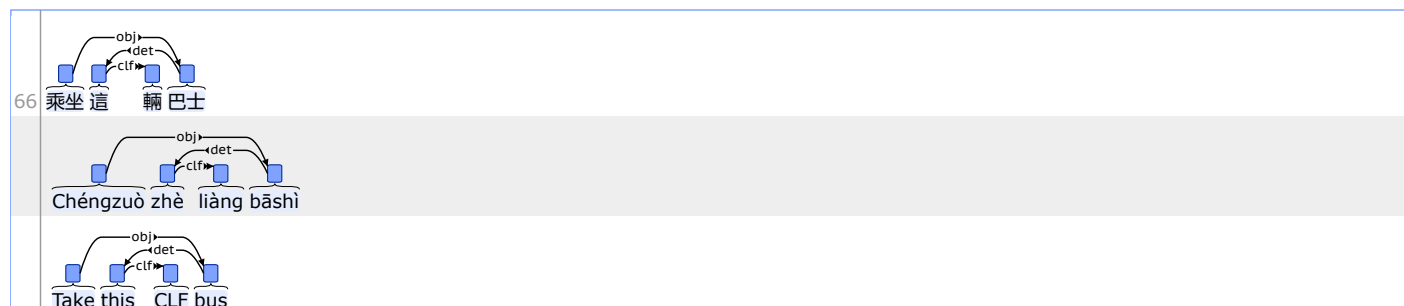 obj
det
clf
66 乘坐 這 輛 巴士
obj
det
clf
Chéngzuò zhè liàng bāshì
obj
det
clf
Take this CLF bus